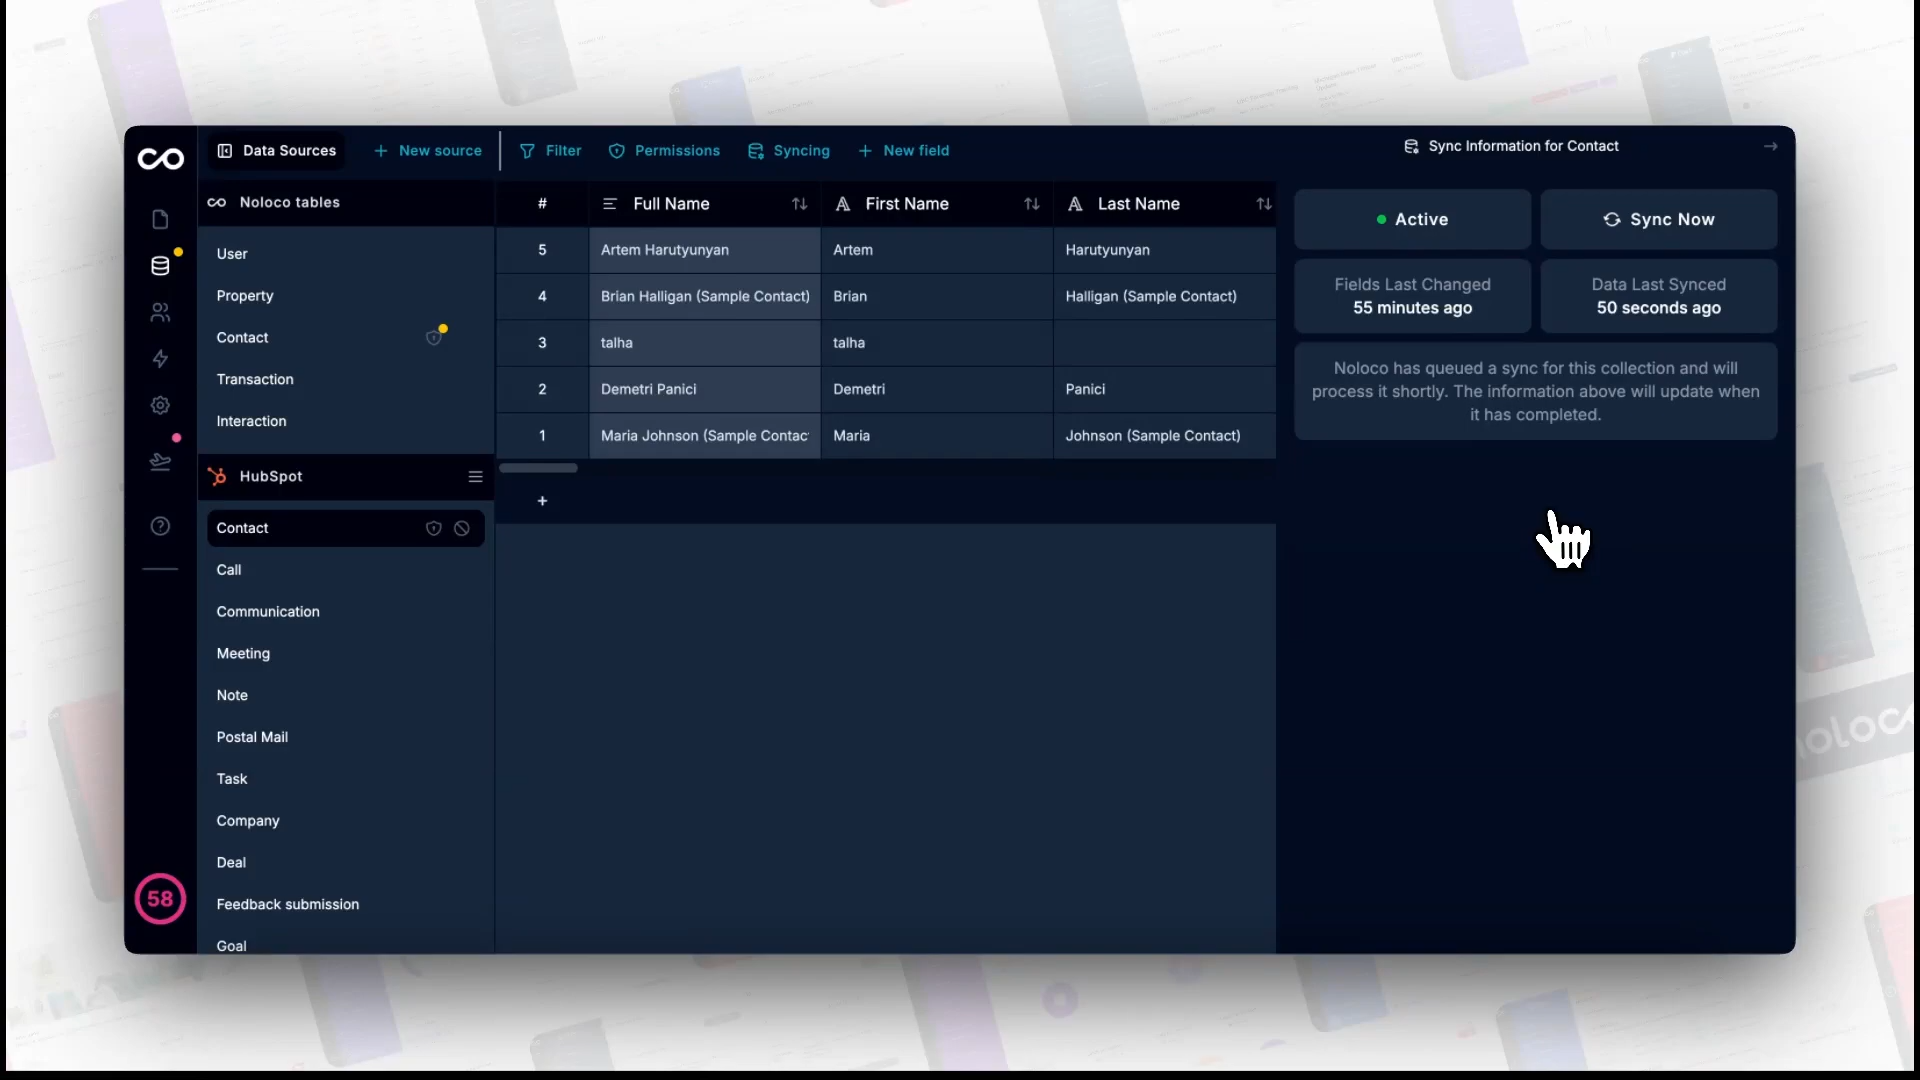 Data Sources
New source
Filter
Permissions
Syncing
New field
Sync Information for Contact
Noloco tables
User
Property
Contact
Transaction
Interaction
HubSpot
Contact
Call
Communication
Meeting
Note
Postal Mail
Task
Company
Deal
Feedback submission
Goal
58
# Full Name First Name Last Name
5 Artem Harutyunyan Artem Harutyunyan
4 Brian Halligan (Sample Contact) Brian Halligan (Sample Contact)
3 talha talha
2 Demetri Panici Demetri Panici
1 Maria Johnson (Sample Contac Maria Johnson (Sample Contact)
+
Active
Sync Now
Fields Last Changed
55 minutes ago
Data Last Synced
50 seconds ago
Noloco has queued a sync for this collection and will
process it shortly. The information above will update when
it has completed.
noloco